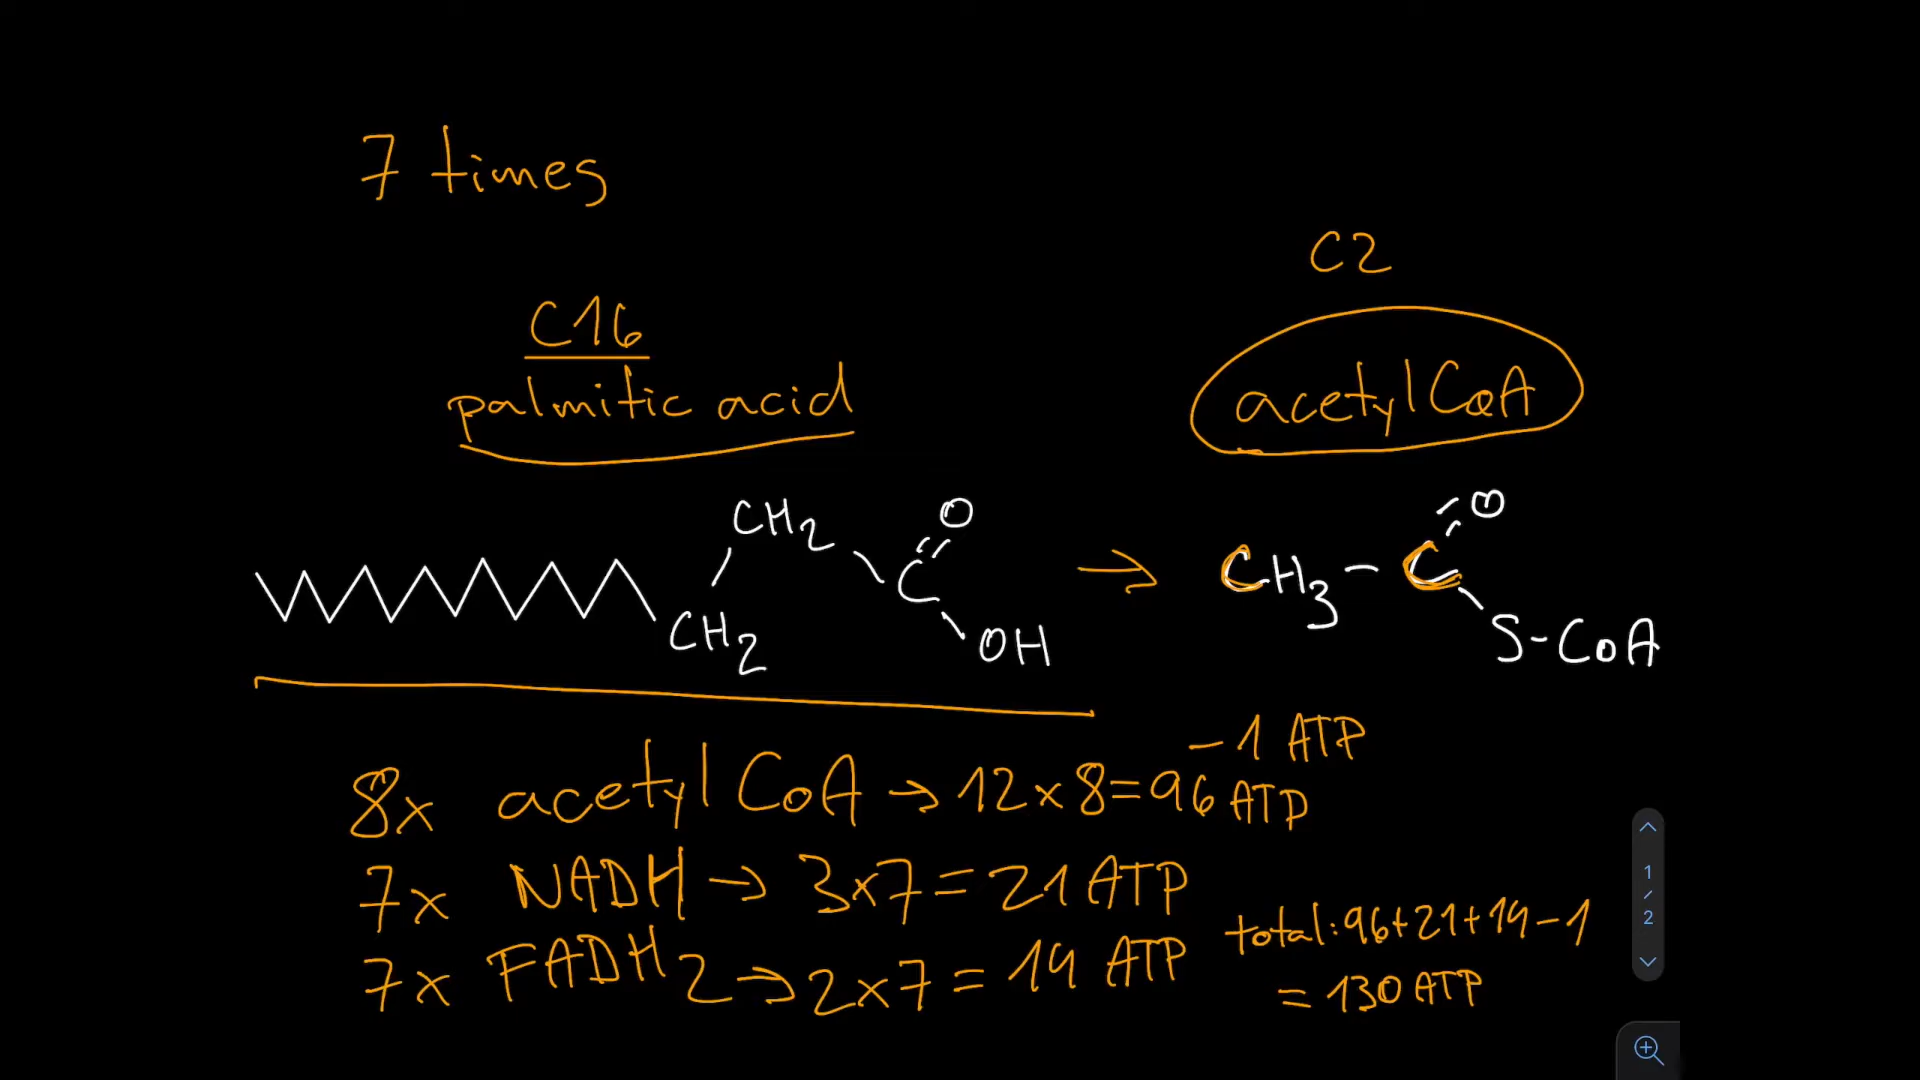 7 times
C2
C16
palmitic acid
acetyl CoA
CH2
O
O
C
→
CH3 - C
CH2
OH
S-CoA
- 1 ATP
8x acetyl CoA → 12 x 8 = 96 ATP
7x NADH → 3x7 = 21 ATP
total: 96+21+14-1
7x FADH2 → 2x7 = 14 ATP
= 130 ATP
1
/
2